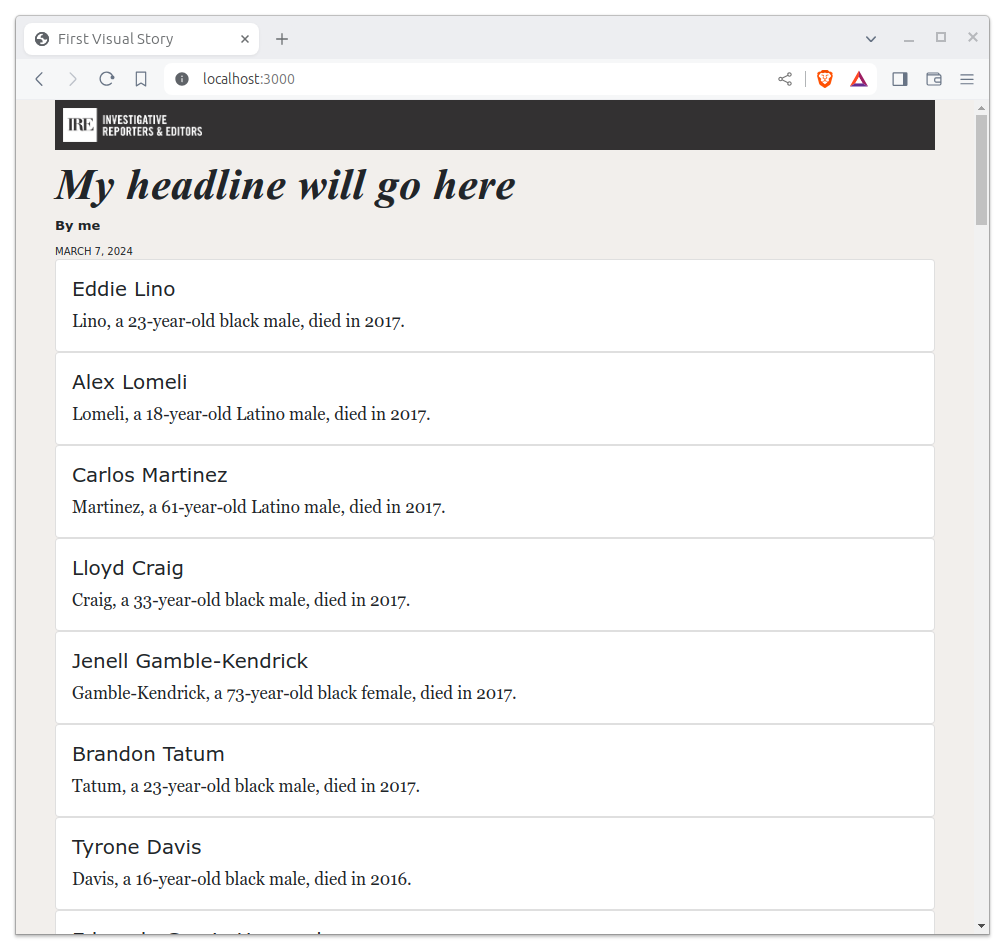 First Visual Story
localhost:3000
IRE INVESTIGATIVE
REPORTERS & EDITORS
My headline will go here
By me
MARCH 7, 2024
Eddie Lino
Lino, a 23-year-old black male, died in 2017.
Alex Lomeli
Lomeli, a 18-year-old Latino male, died in 2017.
Carlos Martinez
Martinez, a 61-year-old Latino male, died in 2017.
Lloyd Craig
Craig, a 33-year-old black male, died in 2017.
Jenell Gamble-Kendrick
Gamble-Kendrick, a 73-year-old black female, died in 2017.
Brandon Tatum
Tatum, a 23-year-old black male, died in 2017.
Tyrone Davis
Davis, a 16-year-old black male, died in 2016.